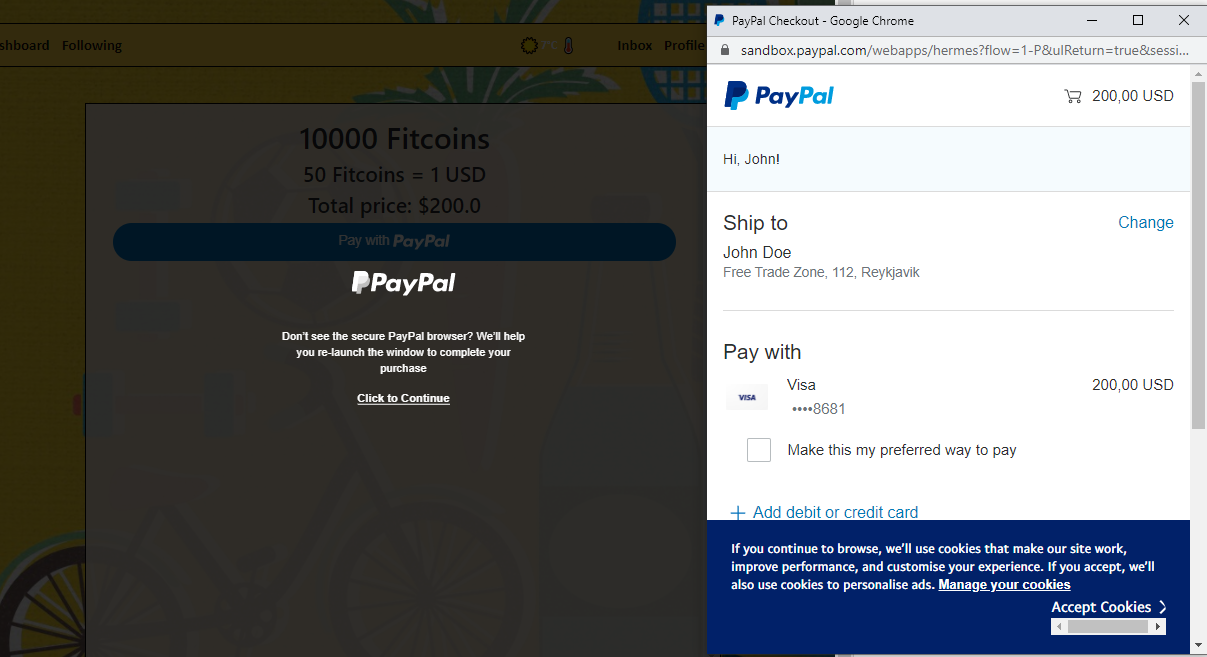 shboard Following
Inbox Profile
10000 Fitcoins
50 Fitcoins = 1 USD
Total price: $200.0
Pay with PayPal
PayPal
Don't see the secure PayPal browser? We'll help
you re-launch the window to complete your
purchase
Click to Continue
PayPal Checkout - Google Chrome
sandbox.paypal.com/webapps/hermes?flow=1-P&ulReturn=true&sessi...
PayPal
200,00 USD
Hi, John!
Ship to
Change
John Doe
Free Trade Zone, 112, Reykjavik
Pay with
VISA
Visa
200,00 USD
••••8681
Make this my preferred way to pay
Add debit or credit card
If you continue to browse, we'll use cookies that make our site work,
improve performance, and customise your experience. If you accept, we'll
also use cookies to personalise ads. Manage your cookies
Accept Cookies